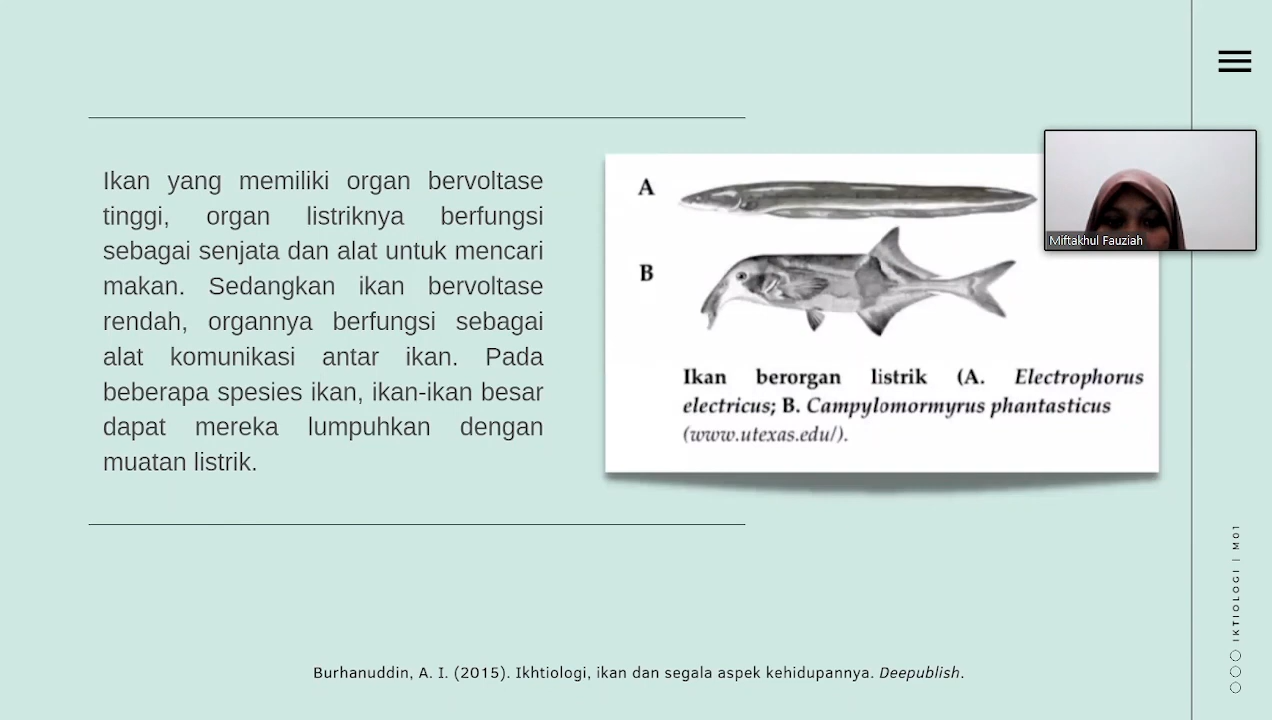 Ikan yang memiliki organ bervoltase
tinggi, organ listriknya berfungsi
sebagai senjata dan alat untuk mencari
makan. Sedangkan ikan bervoltase
rendah, organnya berfungsi sebagai
alat komunikasi antar ikan. Pada
beberapa spesies ikan, ikan-ikan besar
dapat mereka lumpuhkan dengan
muatan listrik.
A
B
Ikan berorgan listrik (A. Electrophorus
electricus; B. Campylomormyrus phantasticus
(www.utexas.edu/).
Miftakhul Fauziah
IKTIOLOGI | M01
Burhanuddin, A. I. (2015). Ikhtiologi, ikan dan segala aspek kehidupannya. Deepublish.